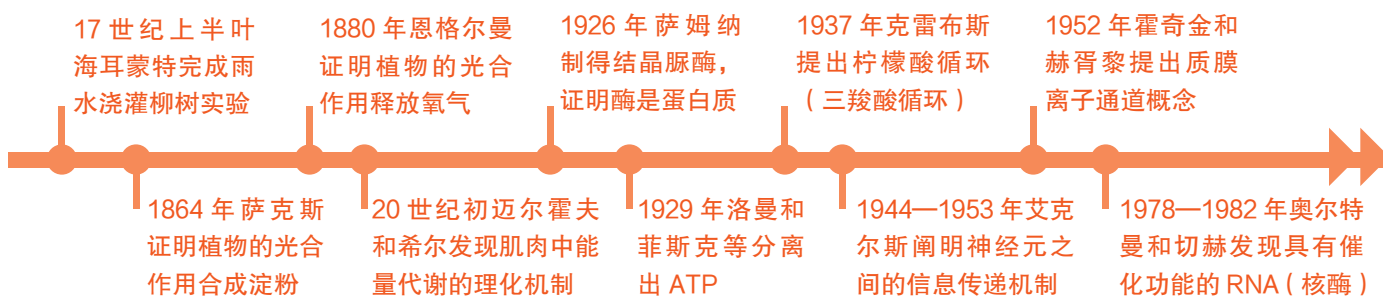 17 世纪上半叶
海耳蒙特完成雨
水浇灌柳树实验
1864 年萨克斯
证明植物的光合
作用合成淀粉
1880 年恩格尔曼
证明植物的光合
作用释放氧气
20 世纪初迈尔霍夫
和希尔发现肌肉中能
量代谢的理化机制
1926 年萨姆纳
制得结晶脲酶，
证明酶是蛋白质
1929 年洛曼和
菲斯克等分离
出 ATP
1937 年克雷布斯
提出柠檬酸循环
（三羧酸循环）
1944—1953 年艾克
尔斯阐明神经元之
间的信息传递机制
1952 年霍奇金和
赫胥黎提出质膜
离子通道概念
1978—1982 年奥尔特
曼和切赫发现具有催
化功能的 RNA（核酶）